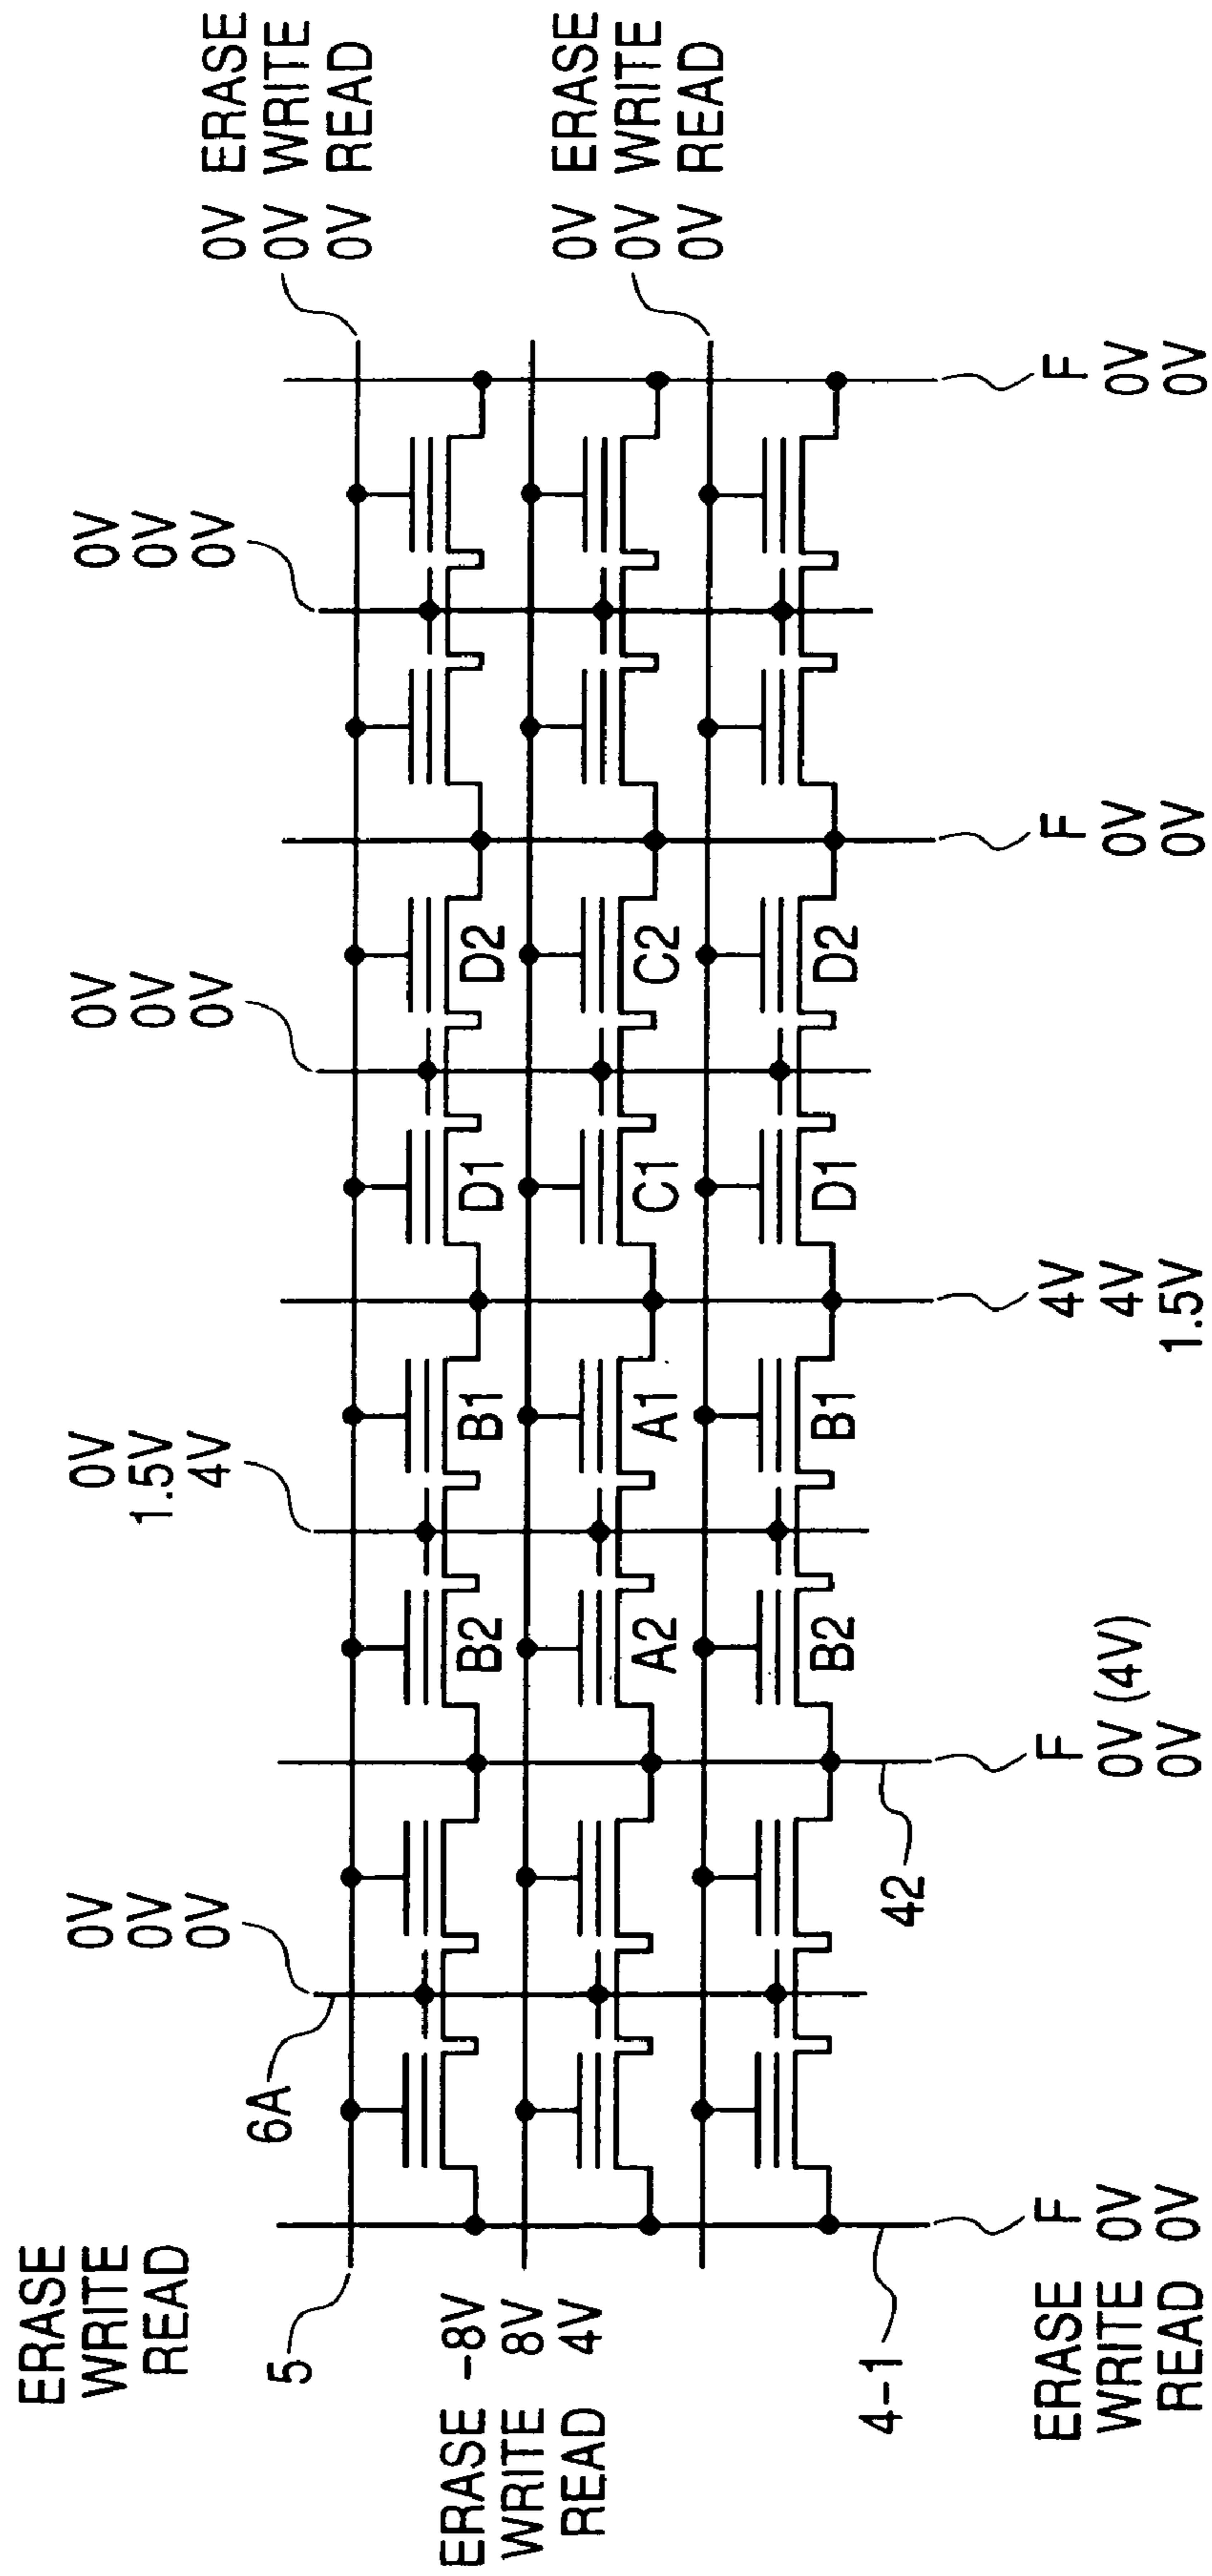 ERASE
WRITE
READ
0V
0V
0V
0V
1.5V
4V
0V
0V
0V
0V
0V
0V
6A
5
0V ERASE
0V WRITE
0V READ
B2
B1
D1
D2
ERASE -8V
WRITE 8V
READ 4V
A2
A1
C1
C2
0V ERASE
0V WRITE
0V READ
B2
B1
D1
D2
4-1
42
ERASE F
WRITE 0V
READ 0V
F
0V (4V)
0V
4V
4V
1.5V
F
0V
0V
F
0V
0V